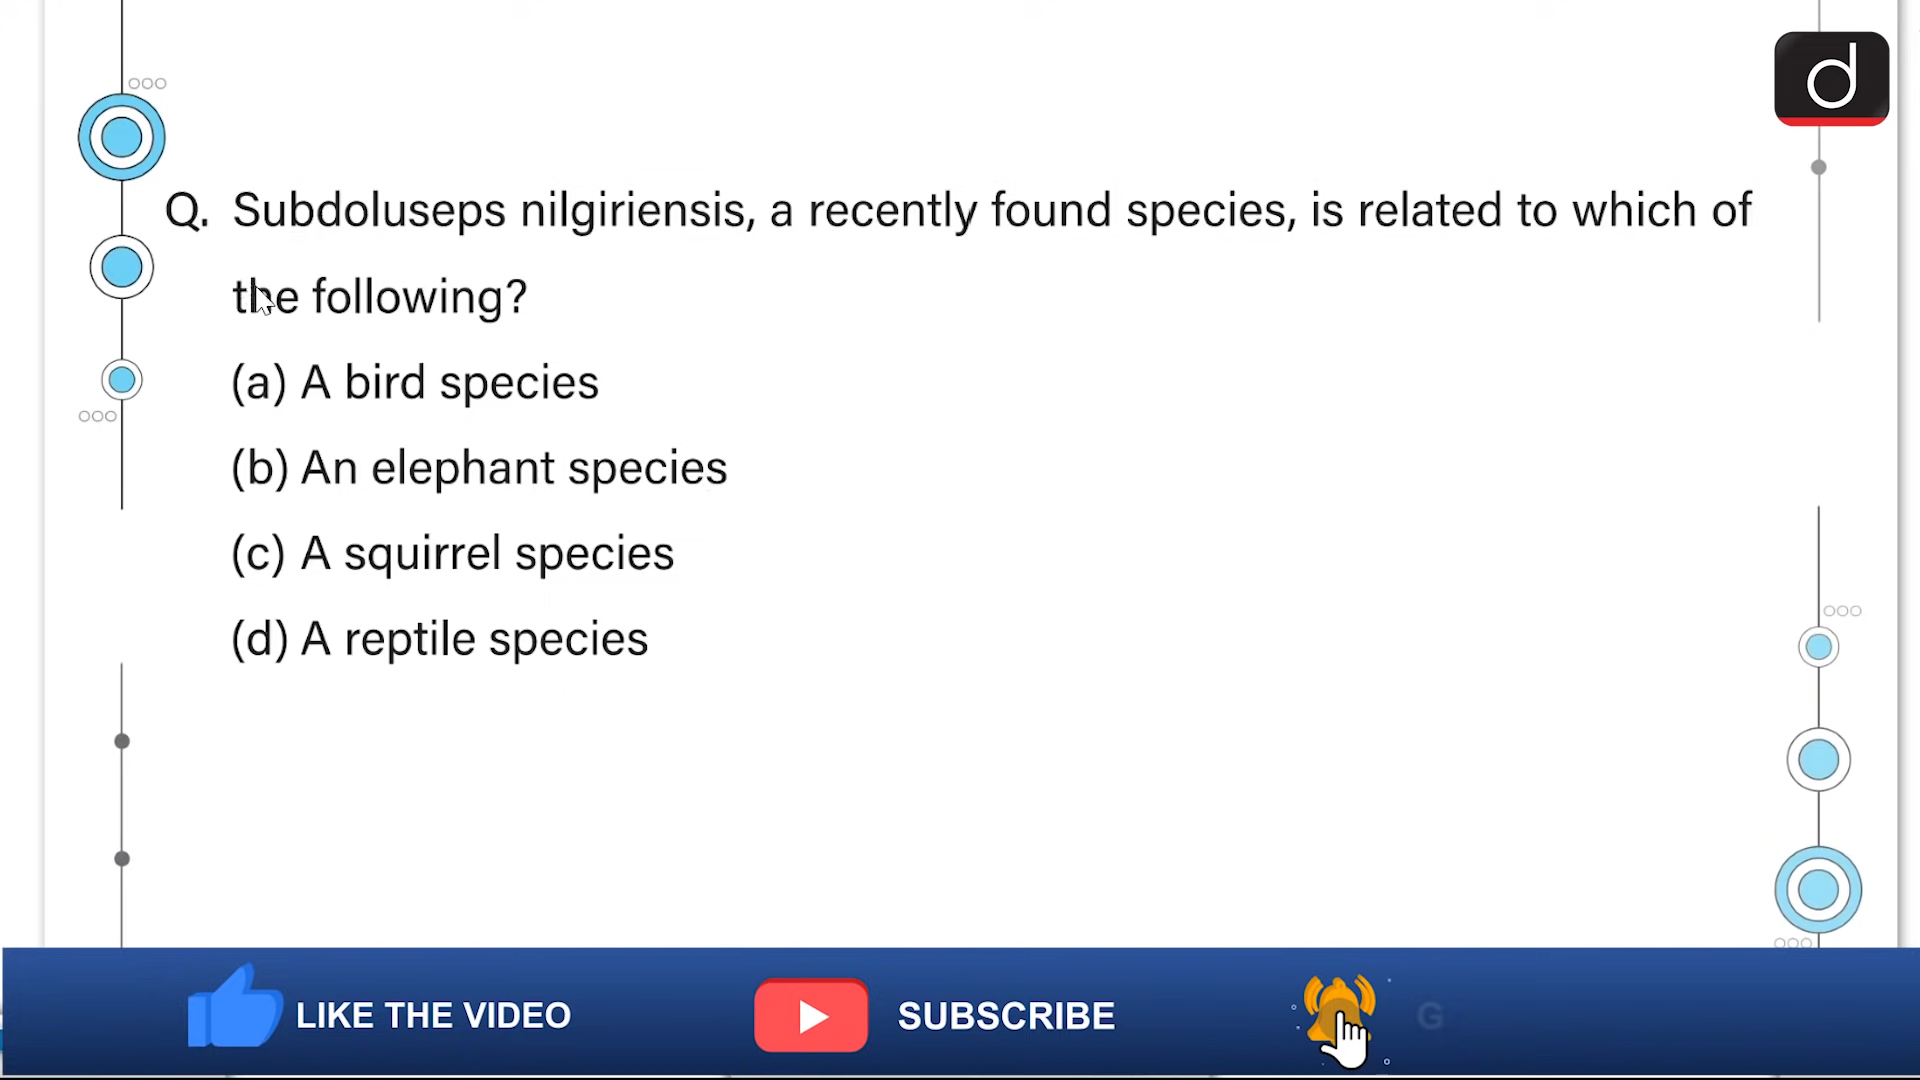 d
Q. Subdoluseps nilgiriensis, a recently found species, is related to which of
the following?
(a) A bird species
(b) An elephant species
(c) A squirrel species
(d) A reptile species
LIKE THE VIDEO
SUBSCRIBE
G